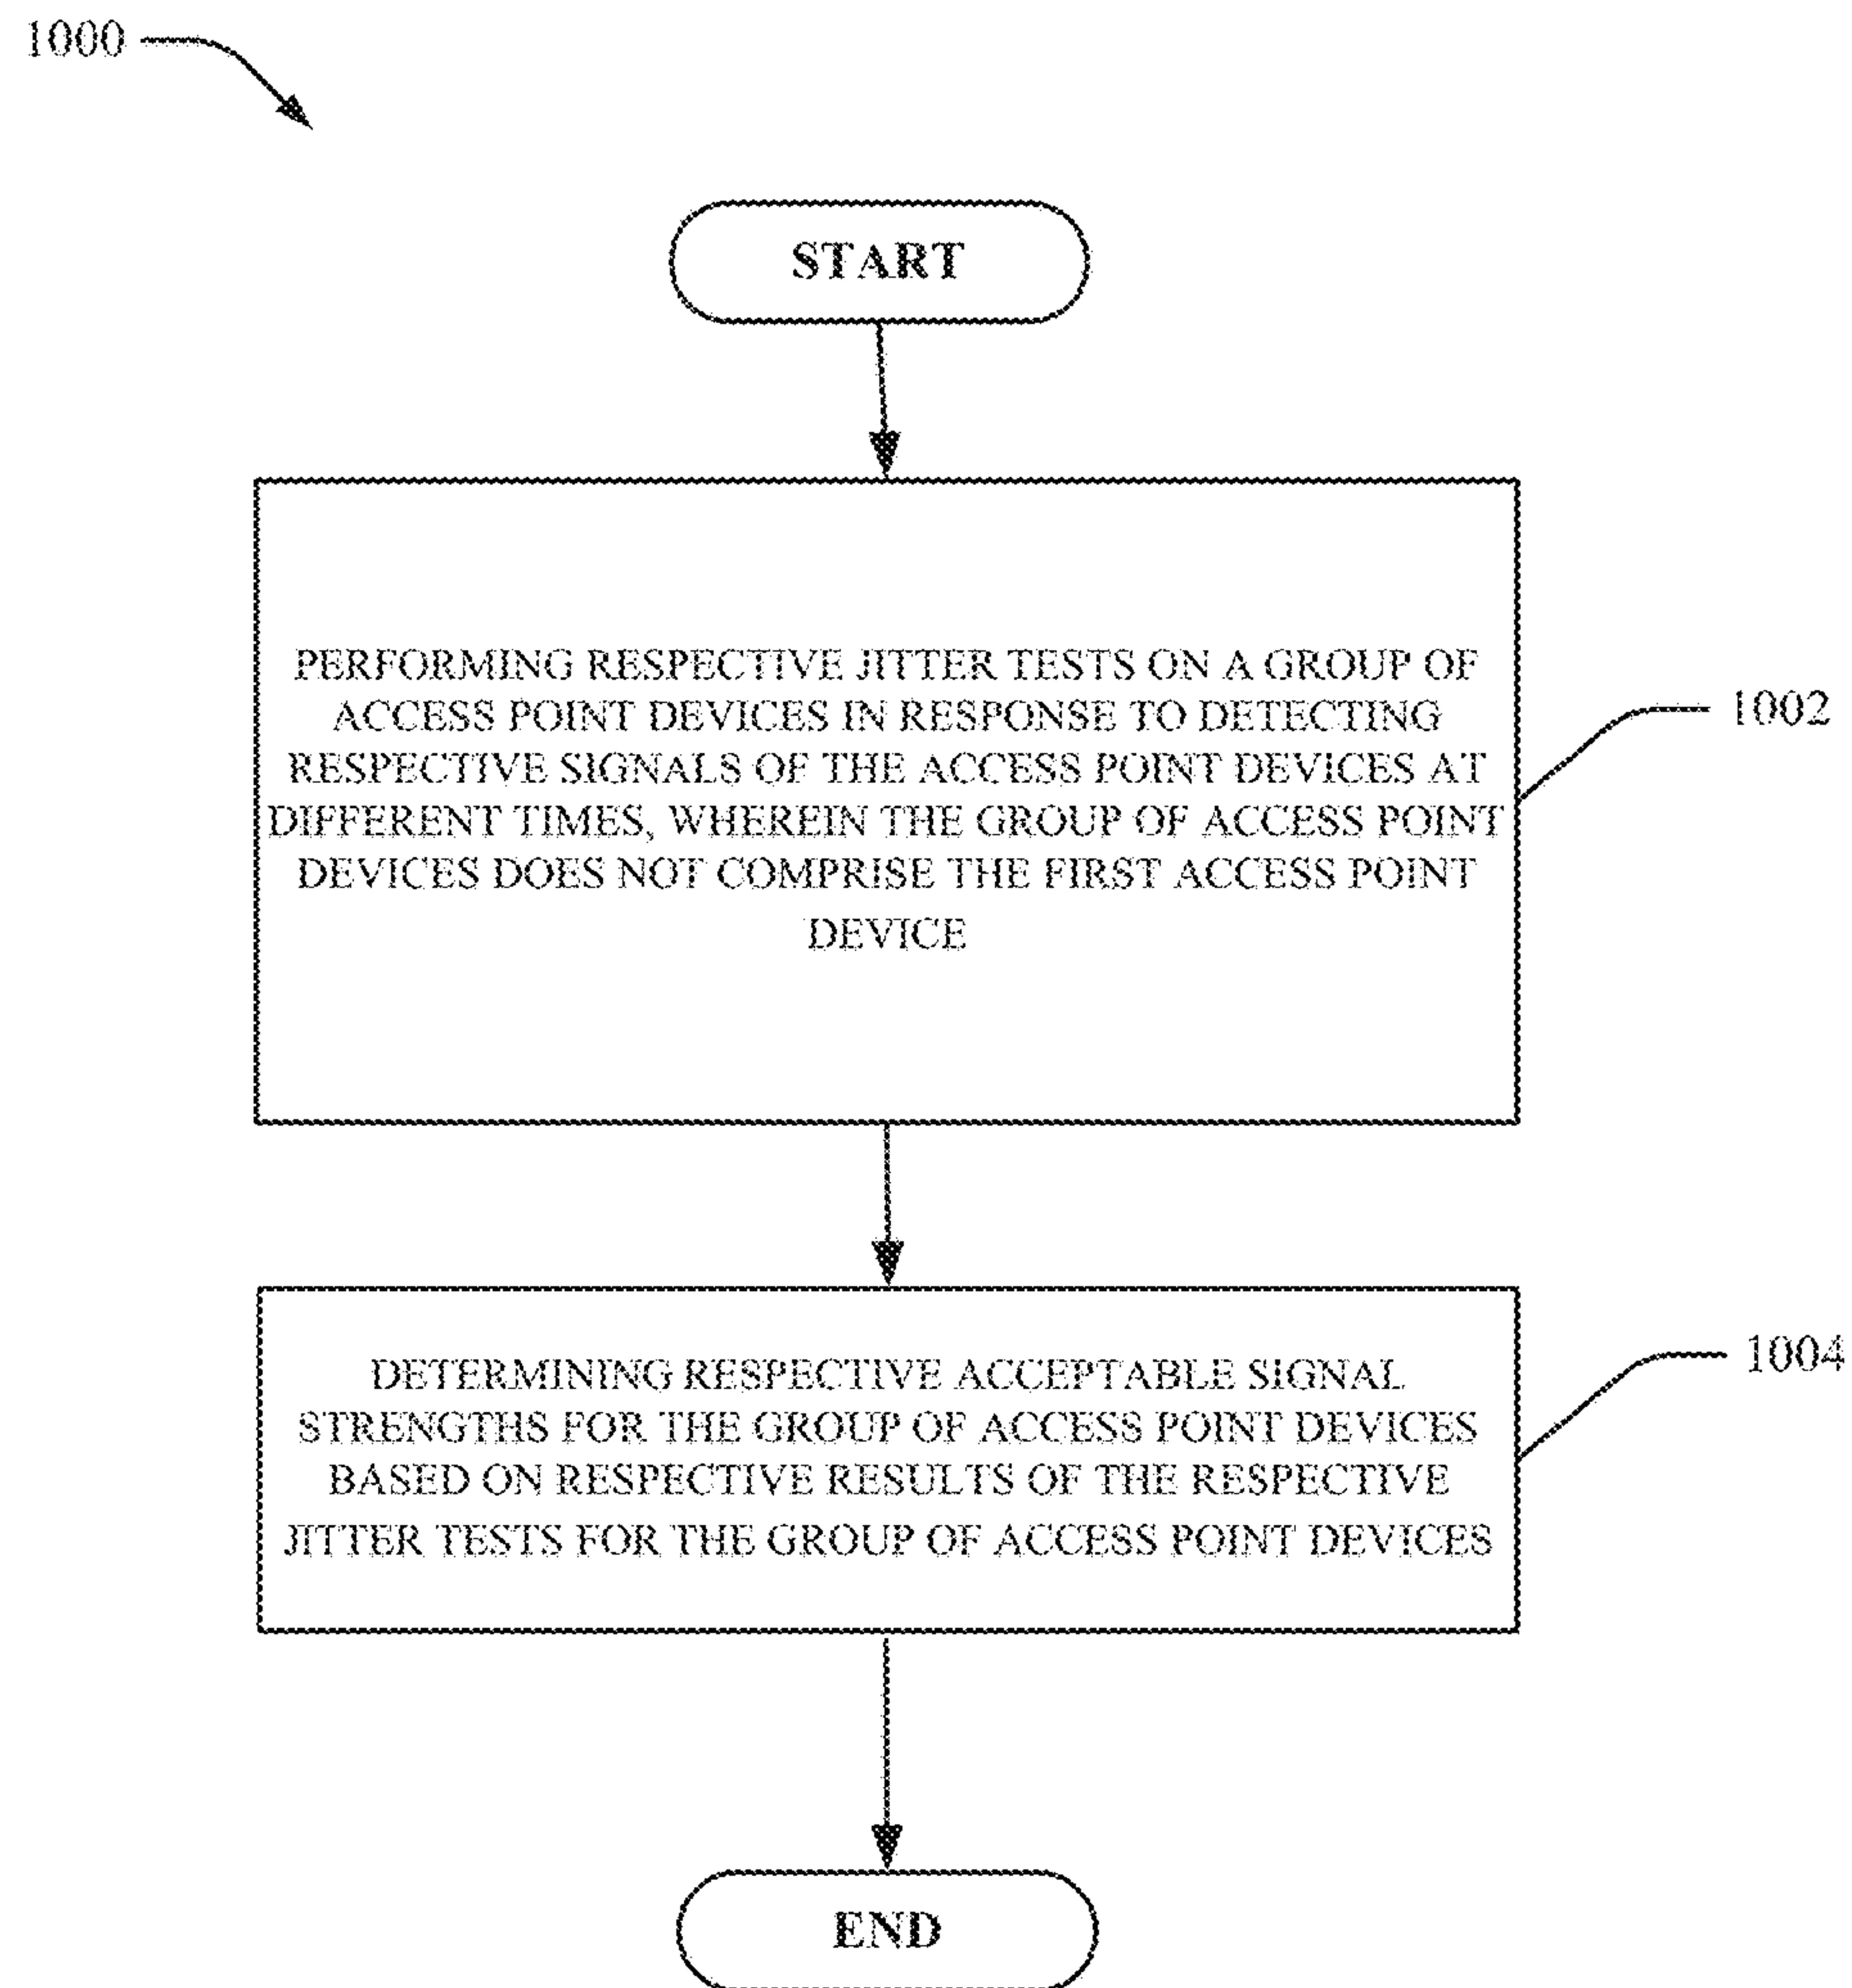 1000
START
PERFORMING RESPECTIVE JITTER TESTS ON A GROUP OF
ACCESS POINT DEVICES IN RESPONSE TO DETECTING
RESPECTIVE SIGNALS OF THE ACCESS POINT DEVICES AT
DIFFERENT TIMES, WHEREIN THE GROUP OF ACCESS POINT
DEVICES DOES NOT COMPRISE THE FIRST ACCESS POINT
DEVICE
1002
DETERMINING RESPECTIVE ACCEPTABLE SIGNAL
STRENGTHS FOR THE GROUP OF ACCESS POINT DEVICES
BASED ON RESPECTIVE RESULTS OF THE RESPECTIVE
JITTER TESTS FOR THE GROUP OF ACCESS POINT DEVICES
1004
END